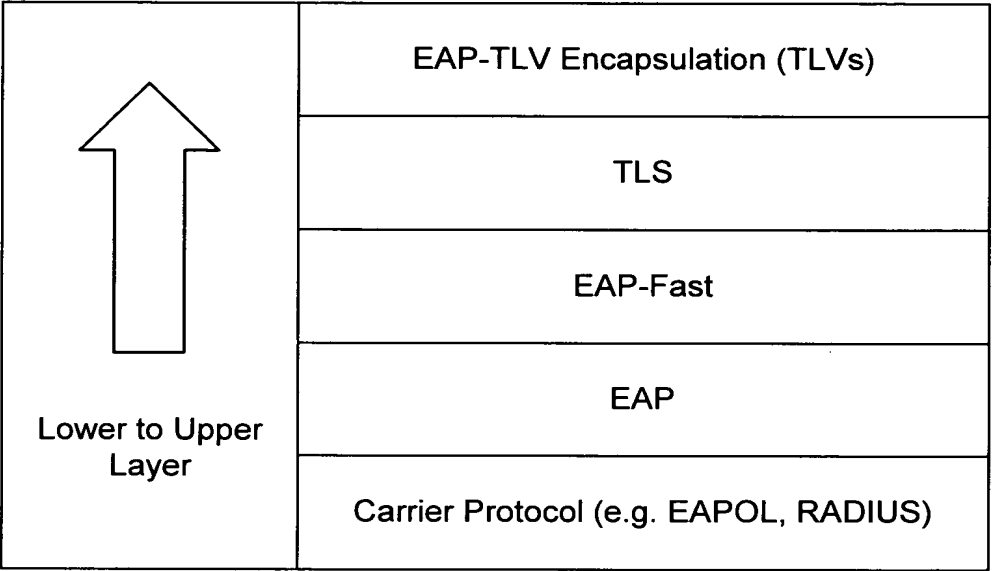 EAP-TLV Encapsulation (TLVs)
TLS
EAP-Fast
EAP
Carrier Protocol (e.g. EAPOL, RADIUS)
Lower to Upper
Layer